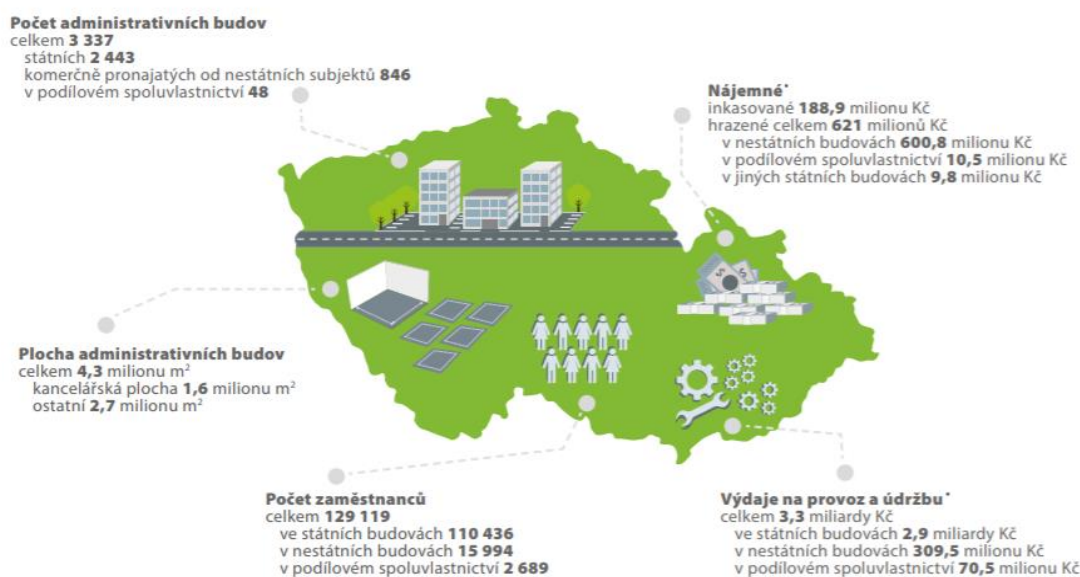 Počet administrativních budov
celkem 3 337
státních 2 443
komerčně pronajatých od nestátních subjektů 846
v podílovém spoluvlastnictví 48
Nájemné*
inkasované 188,9 milionu Kč
hrazené celkem 621 milionů Kč
v nestátních budovách 600,8 milionu Kč
v podílovém spoluvlastnictví 10,5 milionu Kč
v jiných státních budovách 9,8 milionu Kč
Plocha administrativních budov
celkem 4,3 milionu m²
kancelářská plocha 1,6 milionu m²
ostatní 2,7 milionu m²
Počet zaměstnanců
celkem 129 119
ve státních budovách 110 436
v nestátních budovách 15 994
v podílovém spoluvlastnictví 2 689
Výdaje na provoz a údržbu*
celkem 3,3 miliardy Kč
ve státních budovách 2,9 miliardy Kč
v nestátních budovách 309,5 milionu Kč
v podílovém spoluvlastnictví 70,5 milionu Kč